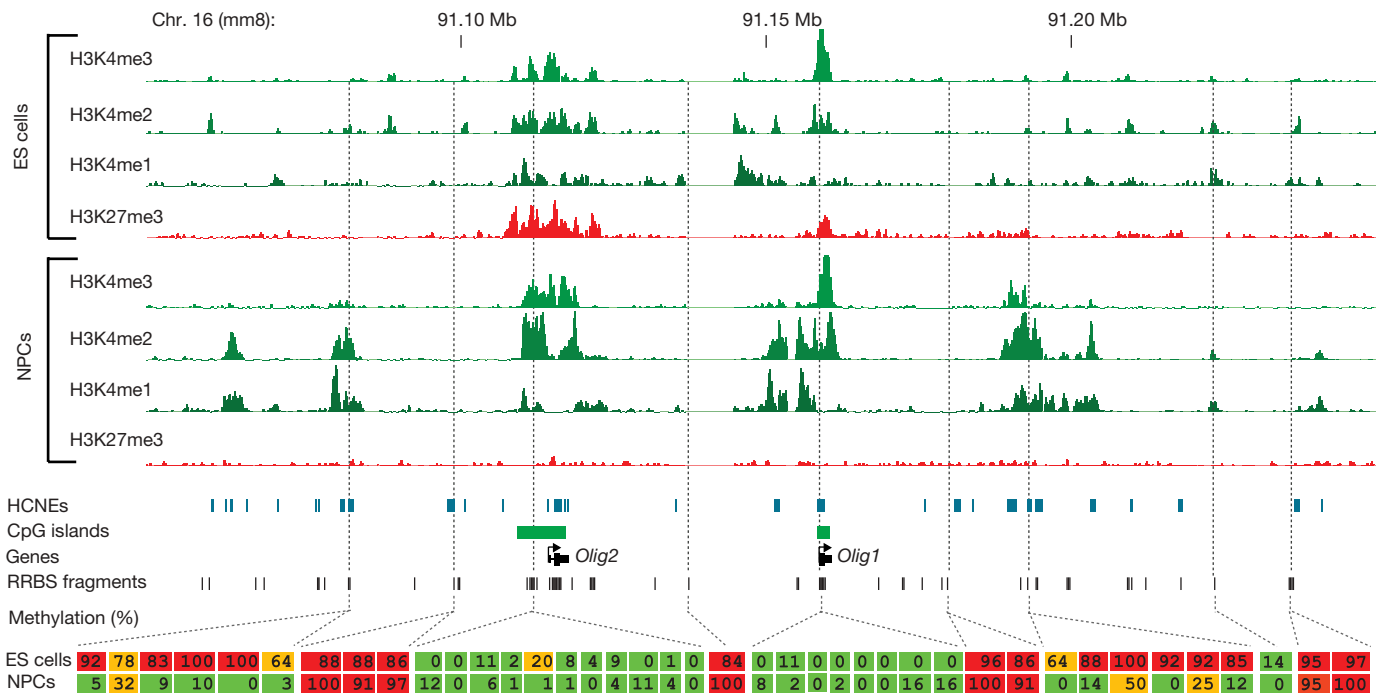 Chr. 16 (mm8): 91.10 Mb 91.15 Mb 91.20 Mb
ES cells
H3K4me3
H3K4me2
H3K4me1
H3K27me3
NPCs
H3K4me3
H3K4me2
H3K4me1
H3K27me3
HCNEs
CpG islands
Genes Olig2 Olig1
RRBS fragments
Methylation (%)
ES cells 92 78 83 100 100 64 88 88 86 0 0 11 2 20 8 4 9 0 1 0 84 0 11 0 0 0 0 0 0 96 86 64 88 100 92 92 85 14 95 97
NPCs 5 32 9 10 0 3 100 91 97 12 0 6 1 1 1 0 4 11 4 0 100 8 2 0 2 0 0 16 16 100 91 0 14 50 0 25 12 0 95 100